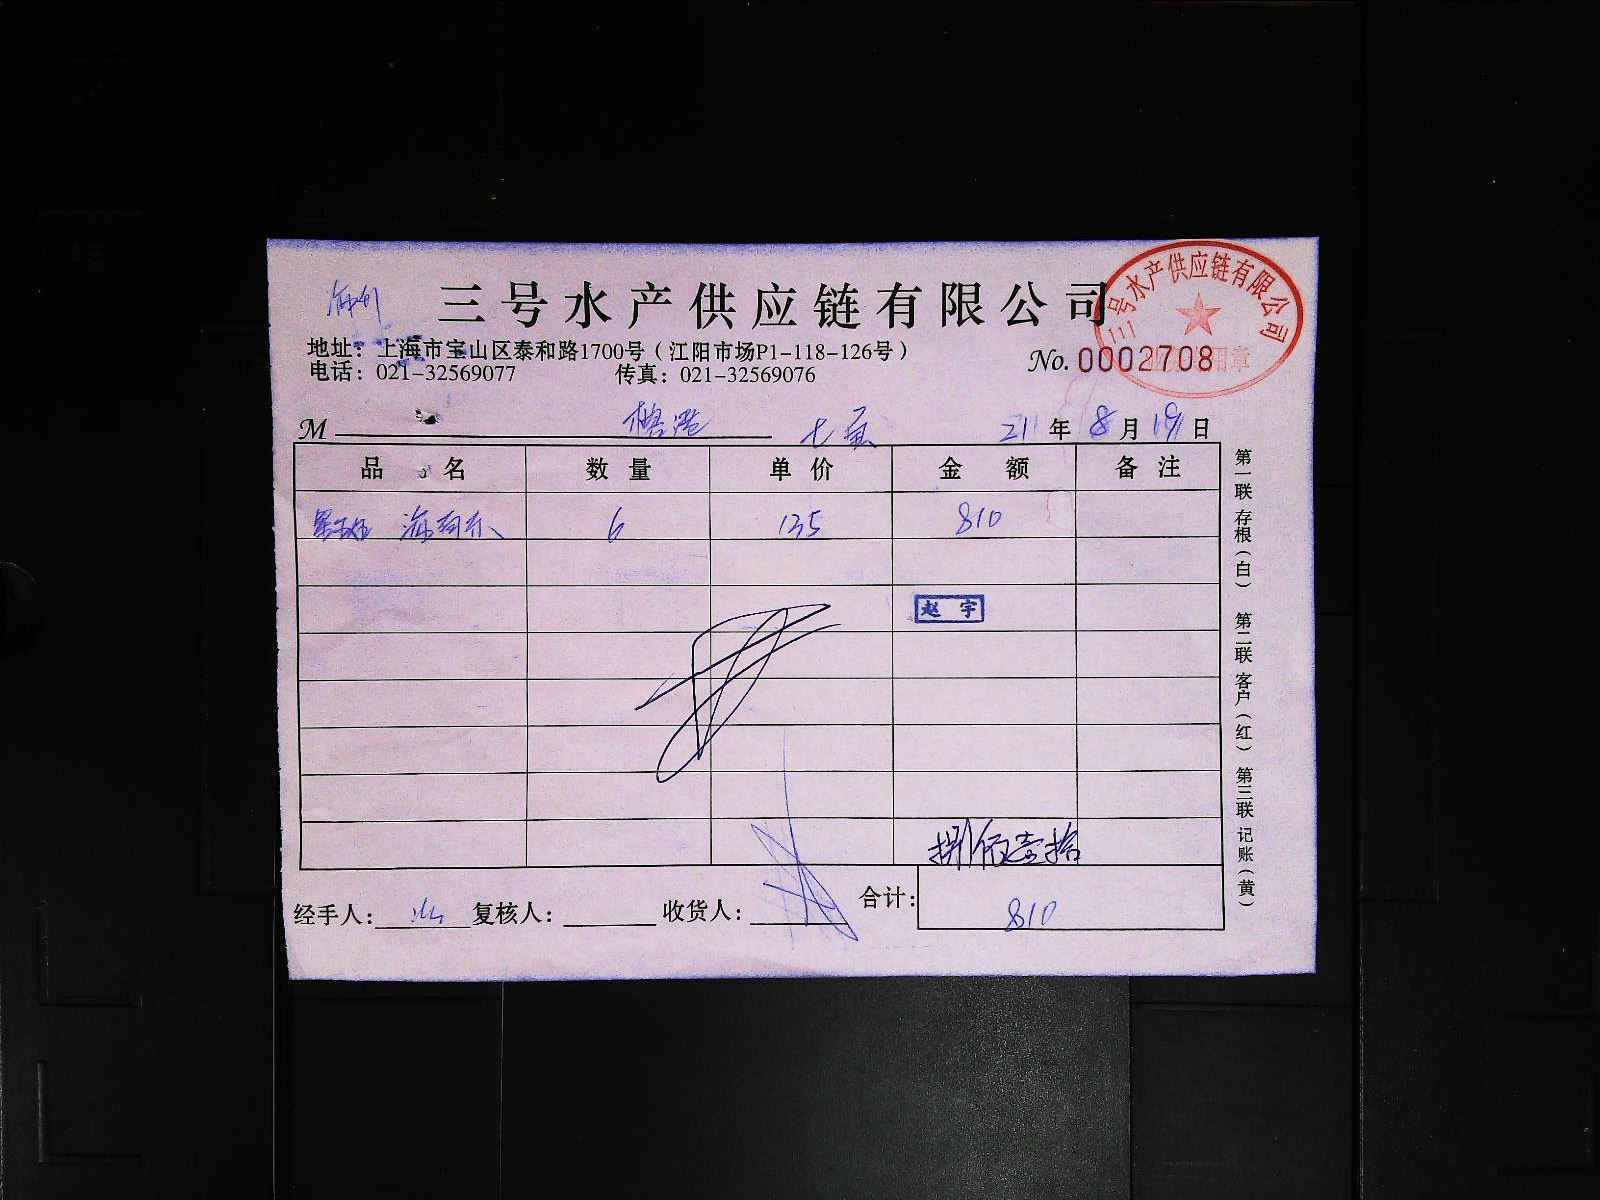 三号水产供应链有限公司
三号水产供应链有限公司
地址：上海市宝山区泰和路1700号（江阳市场P1-118-126号）
电话：021-32569077 传真：021-32569076
No. 0002708
M 年 8 月 19 日
品名 数量 单价 金额 备注
6 135 810
赵宇
捌佰壹拾
经手人： 复核人： 收货人： 合计： 810
第一联 存根（白） 第二联 客户（红） 第三联 记账（黄）